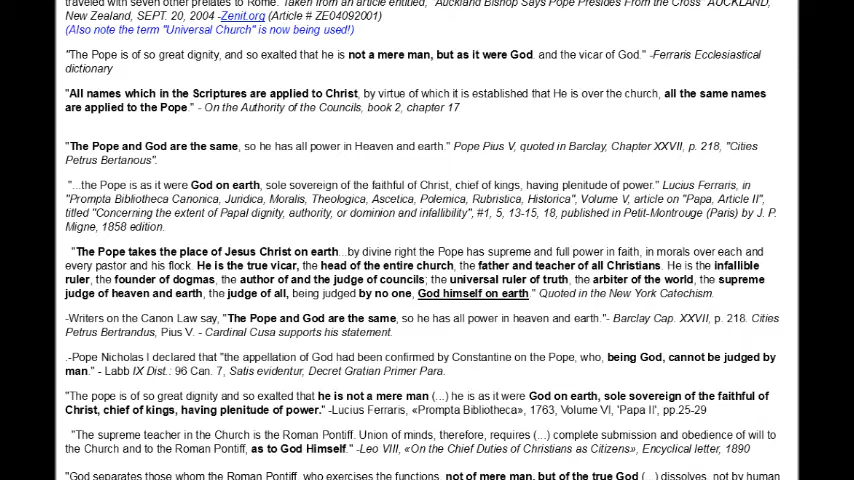 traveled with seven other prelates to Rome. Taken from an article entitled, "Auckland Bishop Says Pope Presides From the Cross" AUCKLAND,
New Zealand, SEPT. 20, 2004 -Zenit.org (Article # ZE04092001)
(Also note the term "Universal Church" is now being used!)
"The Pope is of so great dignity, and so exalted that he is not a mere man, but as it were God. and the vicar of God." -Ferraris Ecclesiastical
dictionary
"All names which in the Scriptures are applied to Christ, by virtue of which it is established that He is over the church, all the same names
are applied to the Pope." - On the Authority of the Councils, book 2, chapter 17
"The Pope and God are the same, so he has all power in Heaven and earth." Pope Pius V, quoted in Barclay, Chapter XXVII, p. 218, "Cities
Petrus Bertanous".
"...the Pope is as it were God on earth, sole sovereign of the faithful of Christ, chief of kings, having plenitude of power." Lucius Ferraris, in
"Prompta Bibliotheca Canonica, Juridica, Moralis, Theologica, Ascetica, Polemica, Rubristica, Historica", Volume V, article on "Papa, Article II",
titled "Concerning the extent of Papal dignity, authority, or dominion and infallibility", #1, 5, 13-15, 18, published in Petit-Montrouge (Paris) by J. P.
Migne, 1858 edition.
"The Pope takes the place of Jesus Christ on earth...by divine right the Pope has supreme and full power in faith, in morals over each and
every pastor and his flock. He is the true vicar, the head of the entire church, the father and teacher of all Christians. He is the infallible
ruler, the founder of dogmas, the author of and the judge of councils; the universal ruler of truth, the arbiter of the world, the supreme
judge of heaven and earth, the judge of all, being judged by no one, God himself on earth." Quoted in the New York Catechism.
-Writers on the Canon Law say, "The Pope and God are the same, so he has all power in heaven and earth."- Barclay Cap. XXVII, p. 218. Cities
Petrus Bertrandus, Pius V. - Cardinal Cusa supports his statement.
.-Pope Nicholas I declared that "the appellation of God had been confirmed by Constantine on the Pope, who, being God, cannot be judged by
man." - Labb IX Dist.: 96 Can. 7, Satis evidentur, Decret Gratian Primer Para.
"The pope is of so great dignity and so exalted that he is not a mere man (...) he is as it were God on earth, sole sovereign of the faithful of
Christ, chief of kings, having plenitude of power." -Lucius Ferraris, «Prompta Bibliotheca», 1763, Volume VI, 'Papa II', pp.25-29
"The supreme teacher in the Church is the Roman Pontiff. Union of minds, therefore, requires (...) complete submission and obedience of will to
the Church and to the Roman Pontiff, as to God Himself." -Leo VIII, «On the Chief Duties of Christians as Citizens», Encyclical letter, 1890
"God separates those whom the Roman Pontiff, who exercises the functions, not of mere man, but of the true God (...) dissolves, not by human